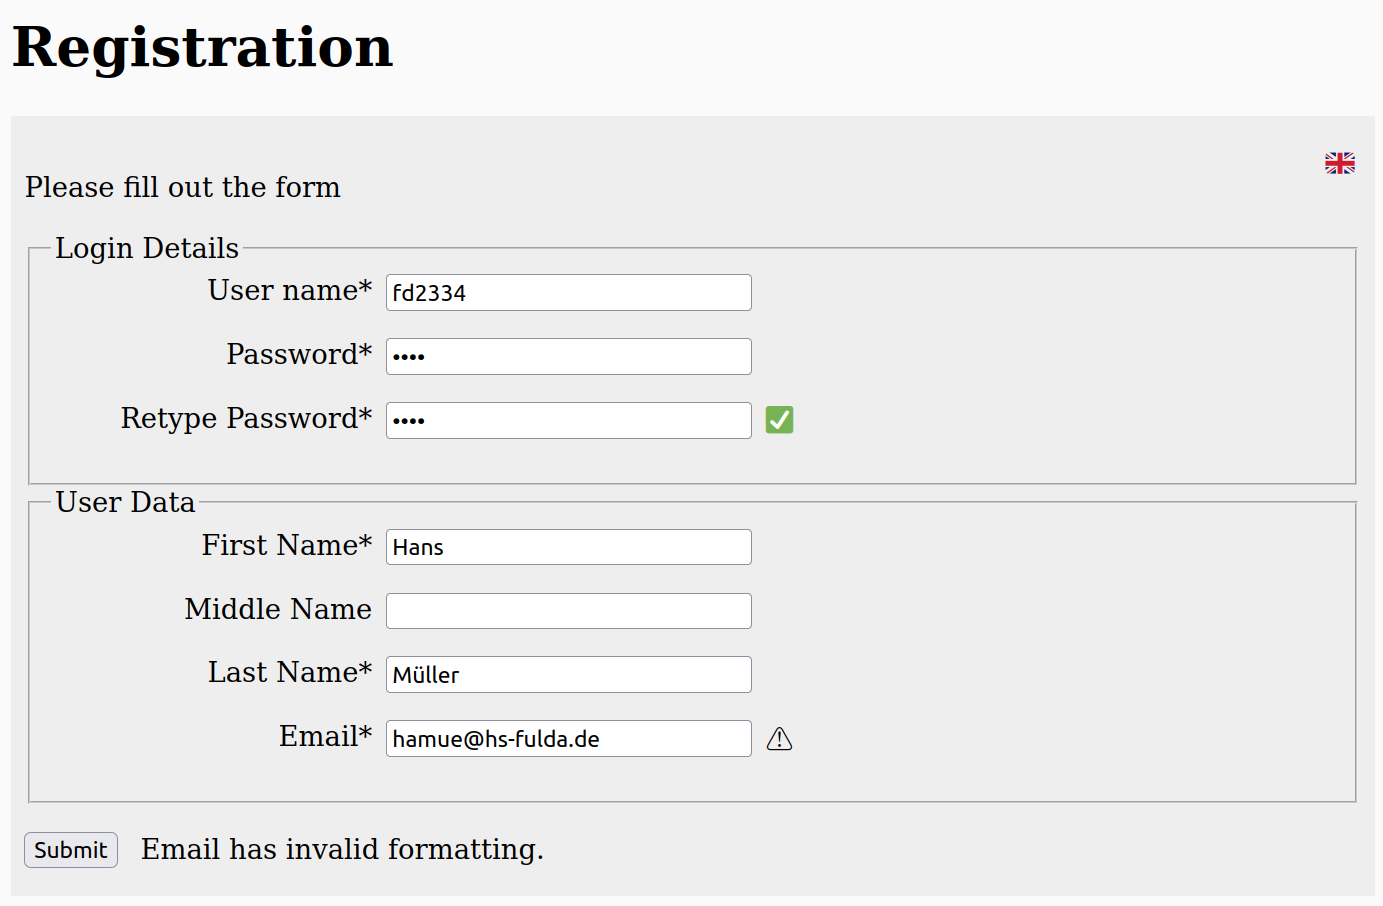 Registration
Please fill out the form
Login Details
User name* fd2334
Password* ••••
Retype Password* ••••
User Data
First Name* Hans
Middle Name
Last Name* Müller
Email* hamue@hs-fulda.de
Submit Email has invalid formatting.